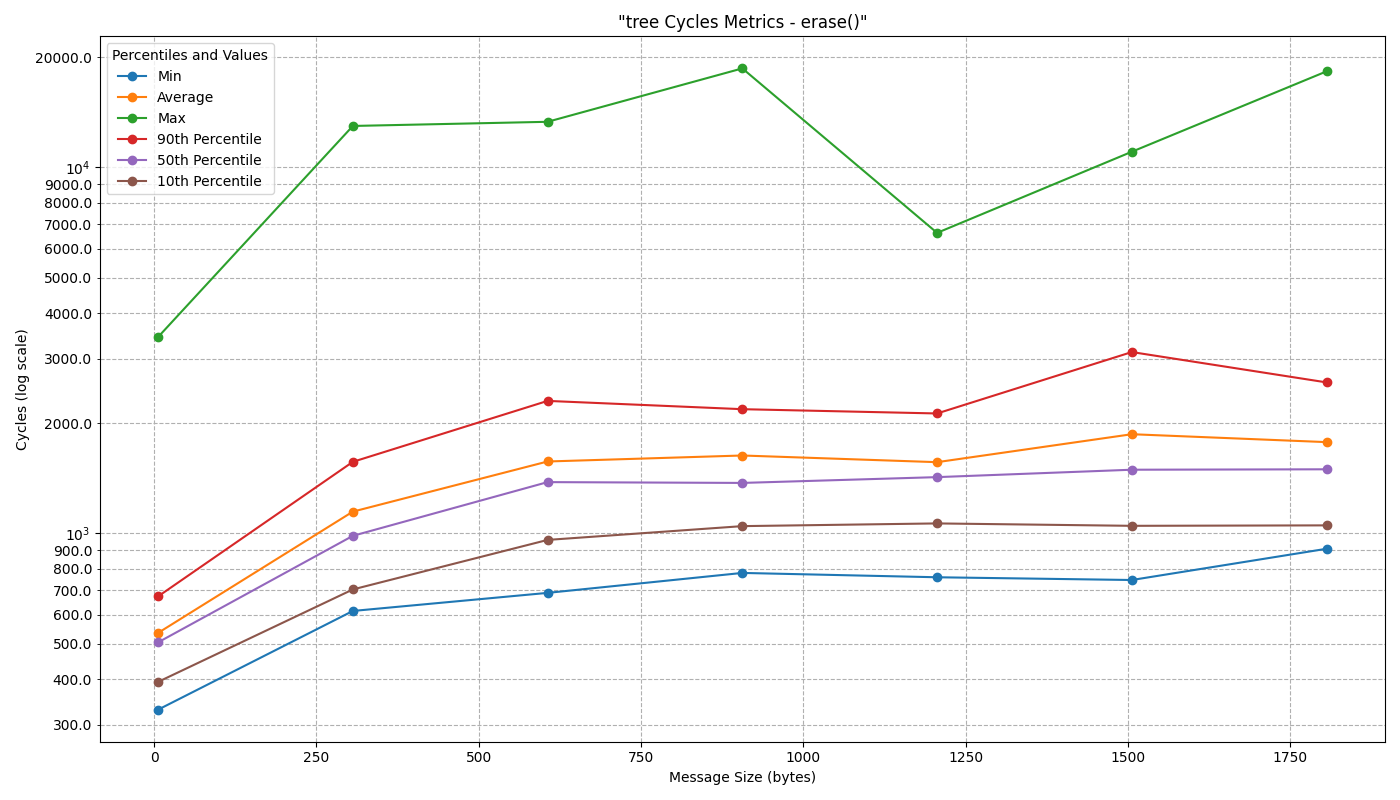 "tree Cycles Metrics - erase()"
Percentiles and Values
Min
Average
Max
90th Percentile
50th Percentile
10th Percentile
Cycles (log scale)
20000.0
10⁴
9000.0
8000.0
7000.0
6000.0
5000.0
4000.0
3000.0
2000.0
10³
900.0
800.0
700.0
600.0
500.0
400.0
300.0
0 250 500 750 1000 1250 1500 1750
Message Size (bytes)